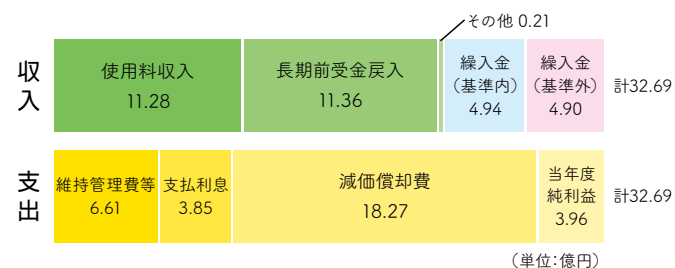 その他 0.21
収入
使用料収入
11.28
長期前受金戻入
11.36
繰入金
（基準内）
4.94
繰入金
（基準外）
4.90
計32.69
支出
維持管理費等
6.61
支払利息
3.85
減価償却費
18.27
当年度
純利益
3.96
計32.69
（単位：億円）